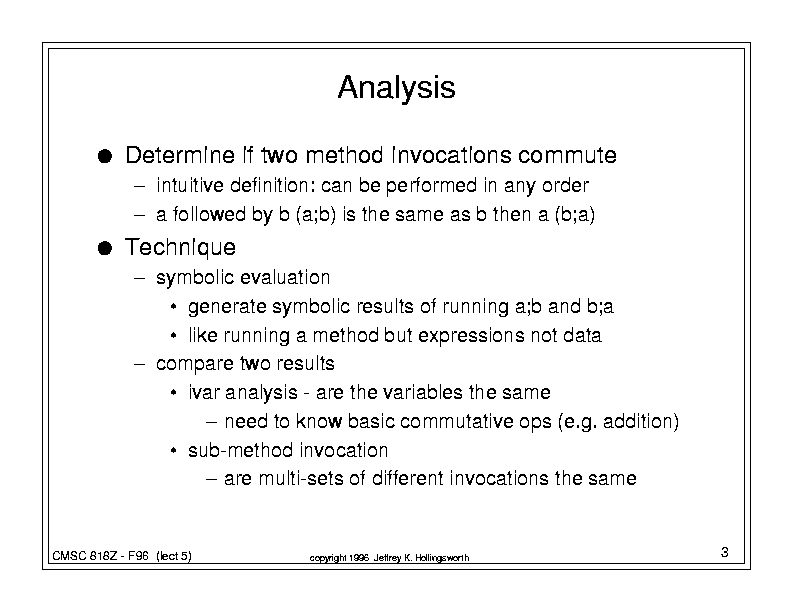 Analysis
● Determine if two method invocations commute
– intuitive definition: can be performed in any order
– a followed by b (a;b) is the same as b then a (b;a)
● Technique
– symbolic evaluation
• generate symbolic results of running a;b and b;a
• like running a method but expressions not data
– compare two results
• ivar analysis - are the variables the same
– need to know basic commutative ops (e.g. addition)
• sub-method invocation
– are multi-sets of different invocations the same
CMSC 818Z - F96 (lect 5)
copyright 1996 Jeffrey K. Hollingsworth
3